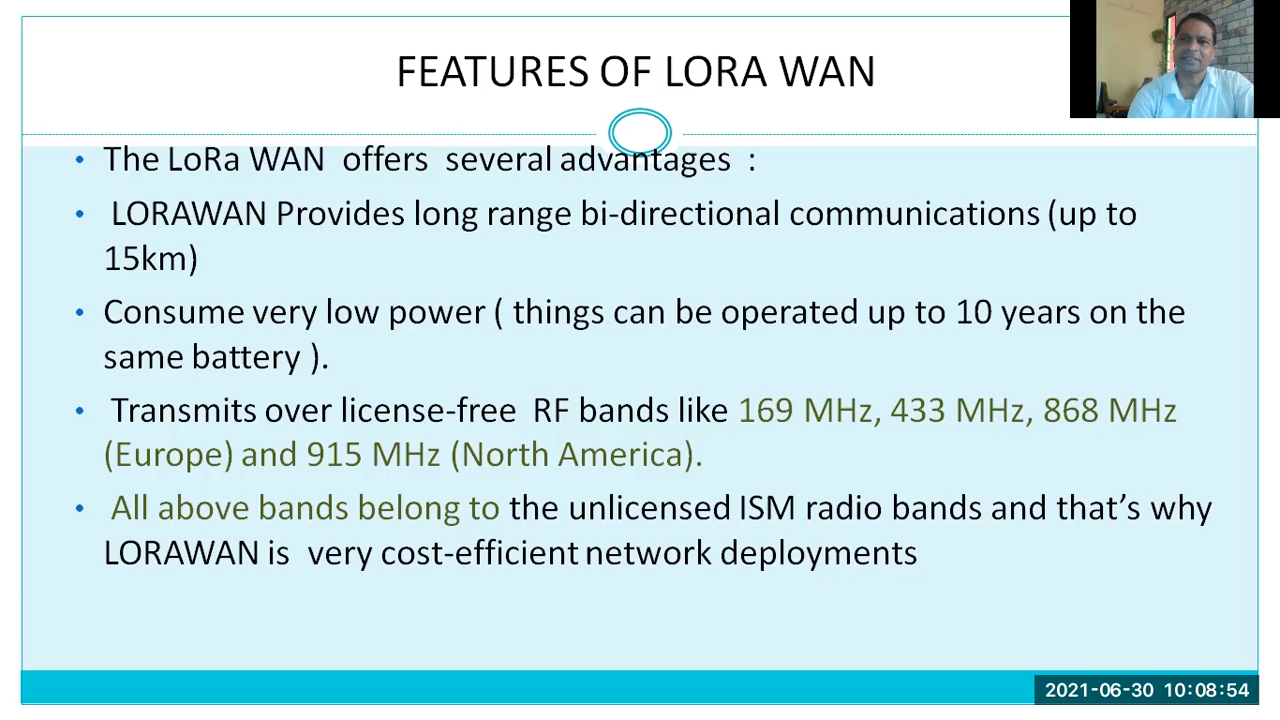 FEATURES OF LORA WAN
• The LoRa WAN offers several advantages :
• LORAWAN Provides long range bi-directional communications (up to
15km)
• Consume very low power ( things can be operated up to 10 years on the
same battery ).
• Transmits over license-free RF bands like 169 MHz, 433 MHz, 868 MHz
(Europe) and 915 MHz (North America).
• All above bands belong to the unlicensed ISM radio bands and that’s why
LORAWAN is very cost-efficient network deployments
2021-06-30 10:08:54